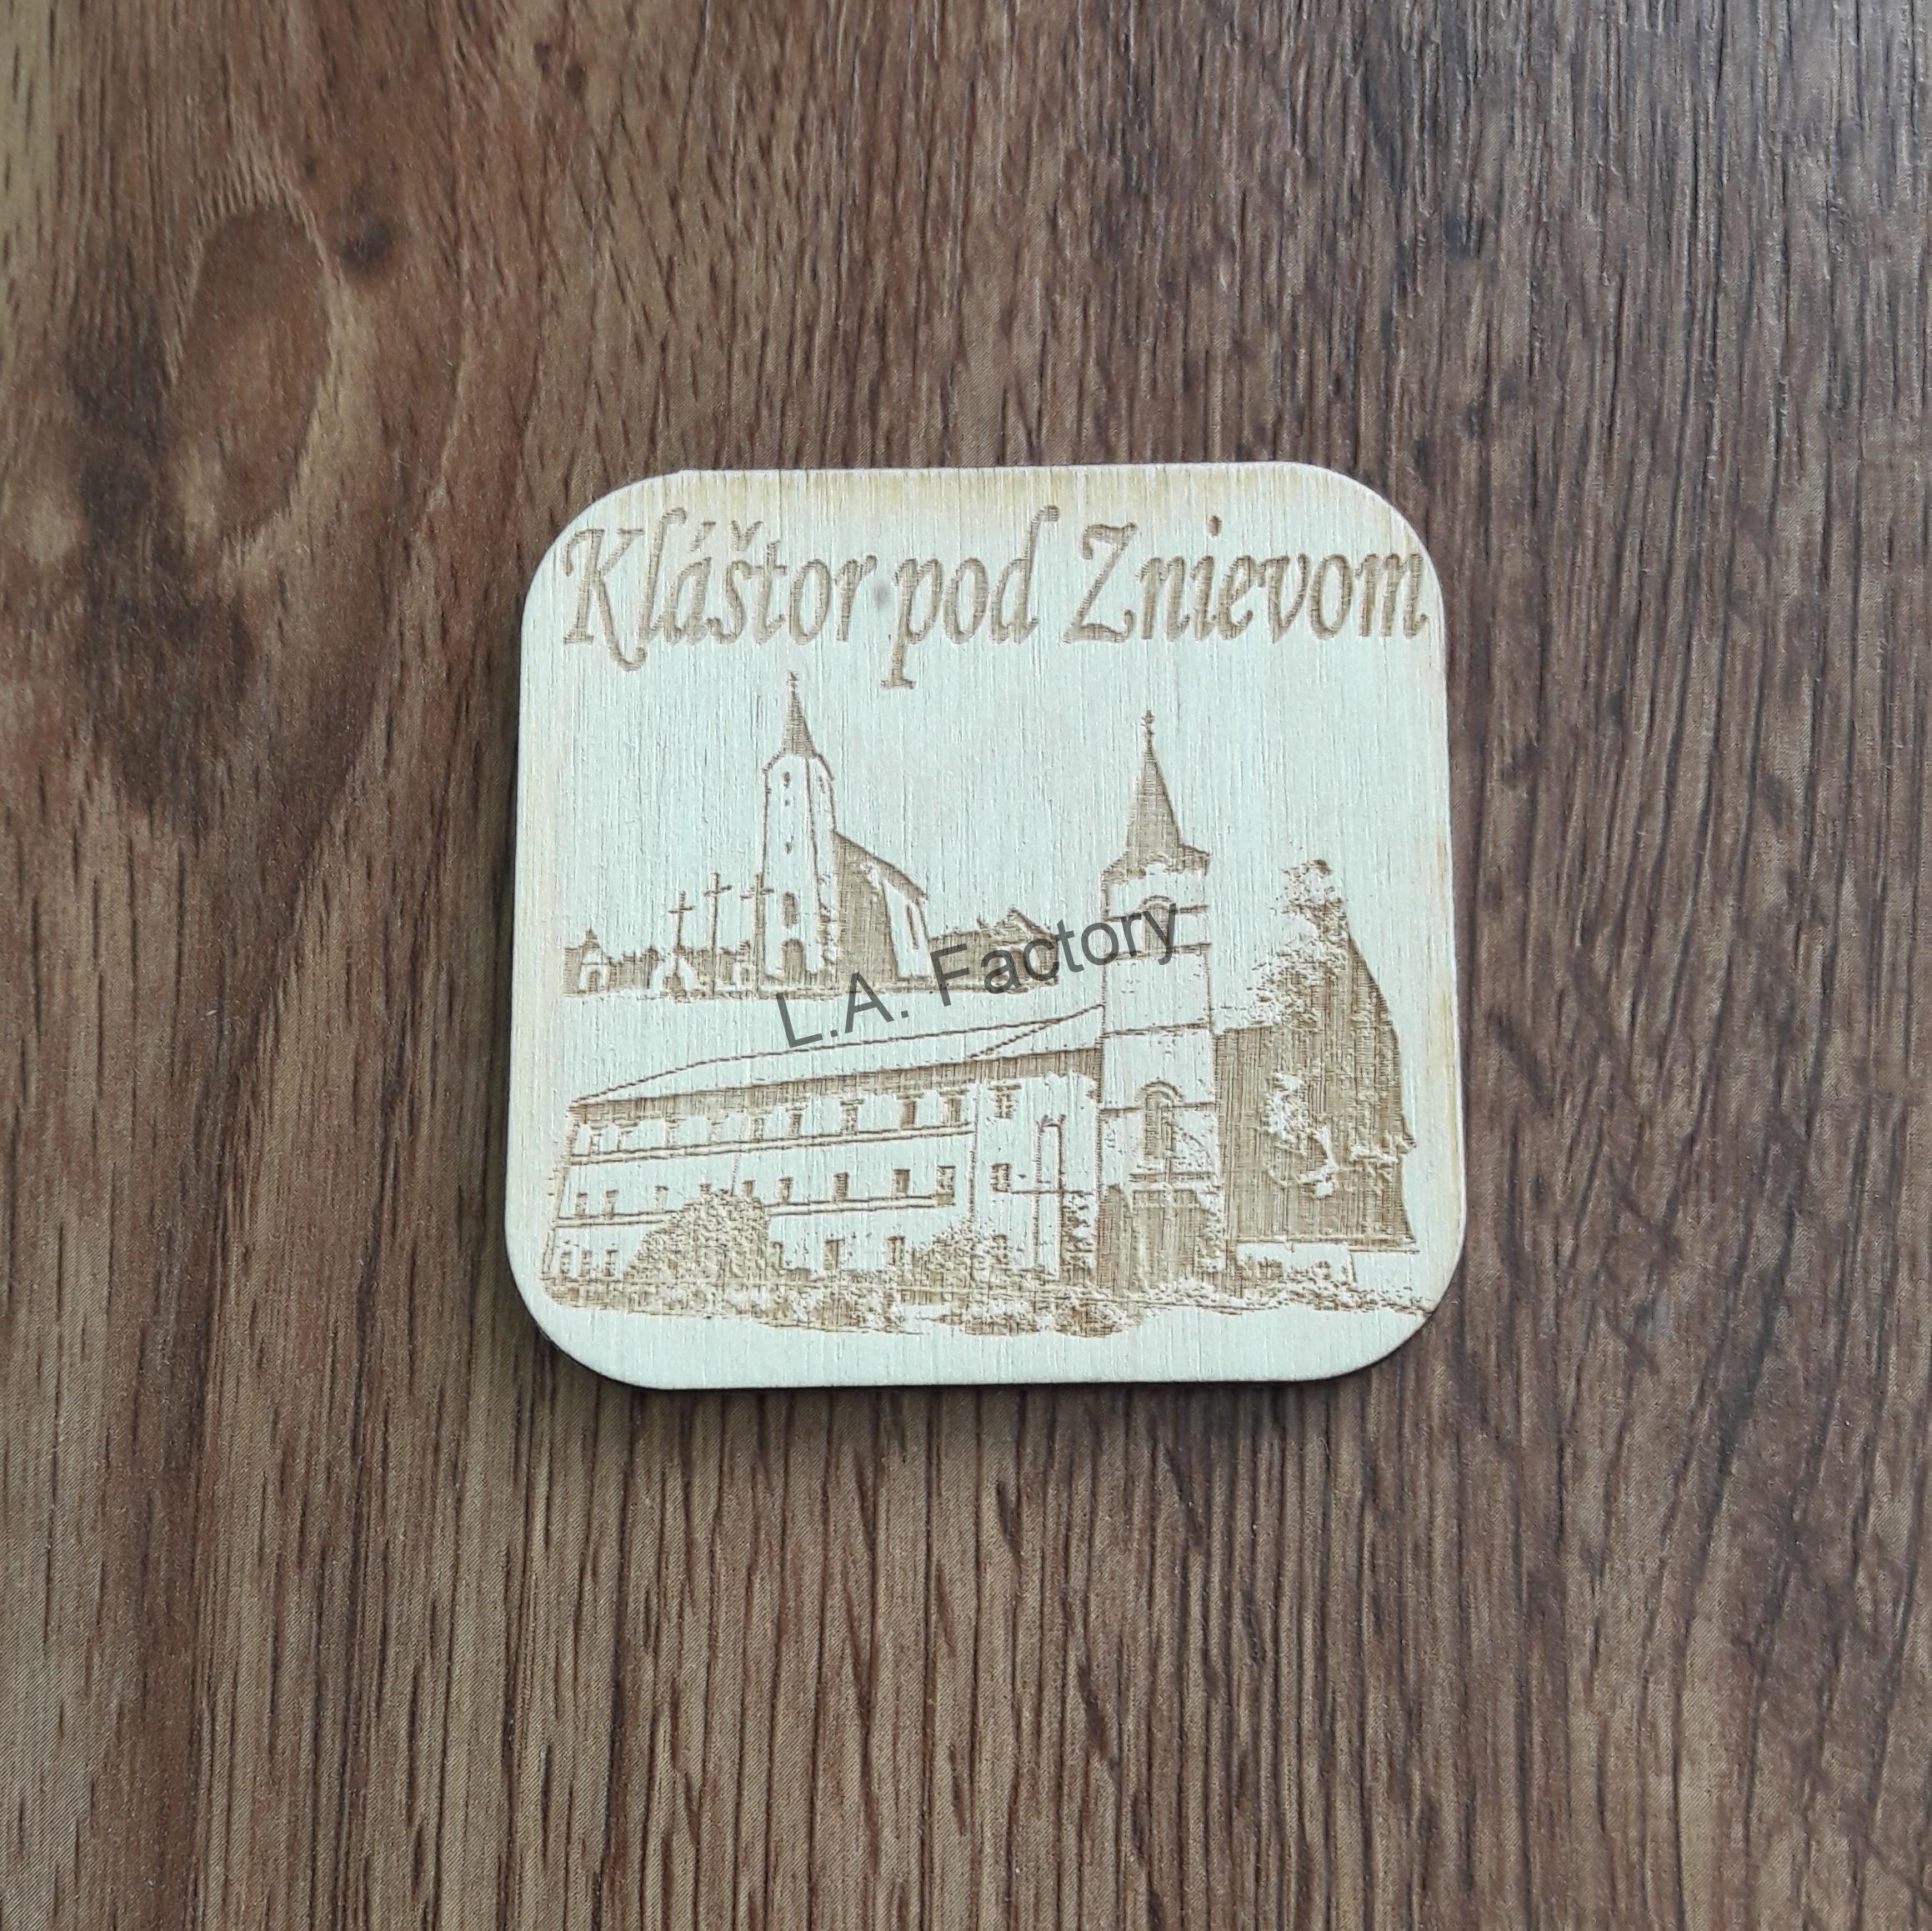 Kláštor pod Znievom
L.A. Factory